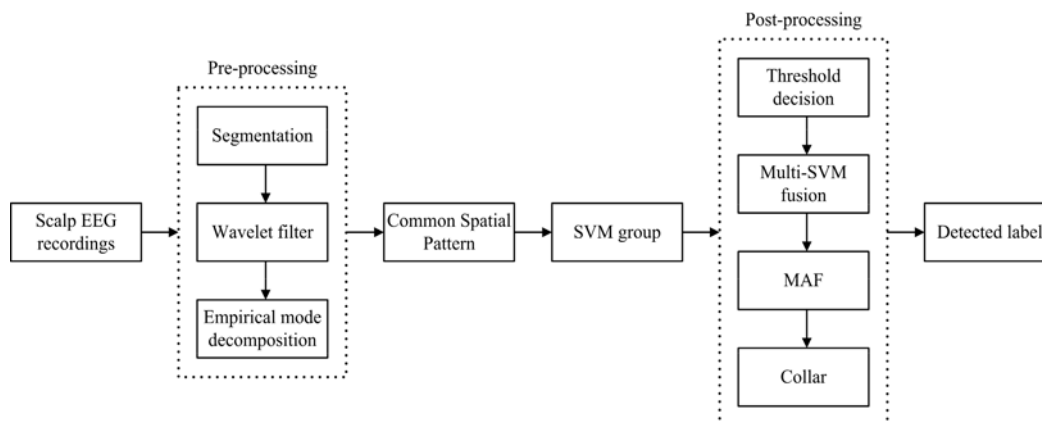 Scalp EEG
recordings
Pre-processing
Segmentation
Wavelet filter
Empirical mode
decomposition
Common Spatial
Pattern
SVM group
Post-processing
Threshold
decision
Multi-SVM
fusion
MAF
Collar
Detected label